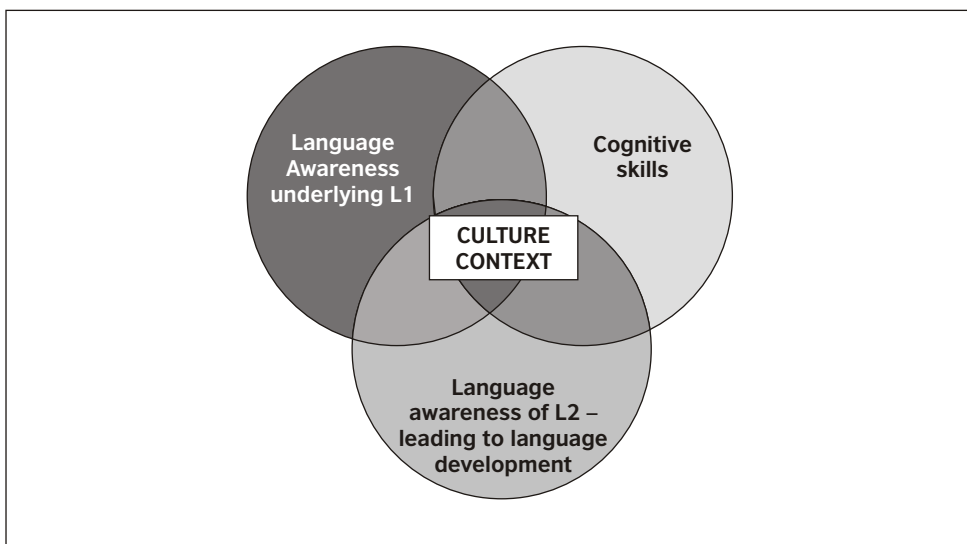 Language
Awareness
underlying L1
Cognitive
skills
CULTURE
CONTEXT
Language
awareness of L2 –
leading to language
development